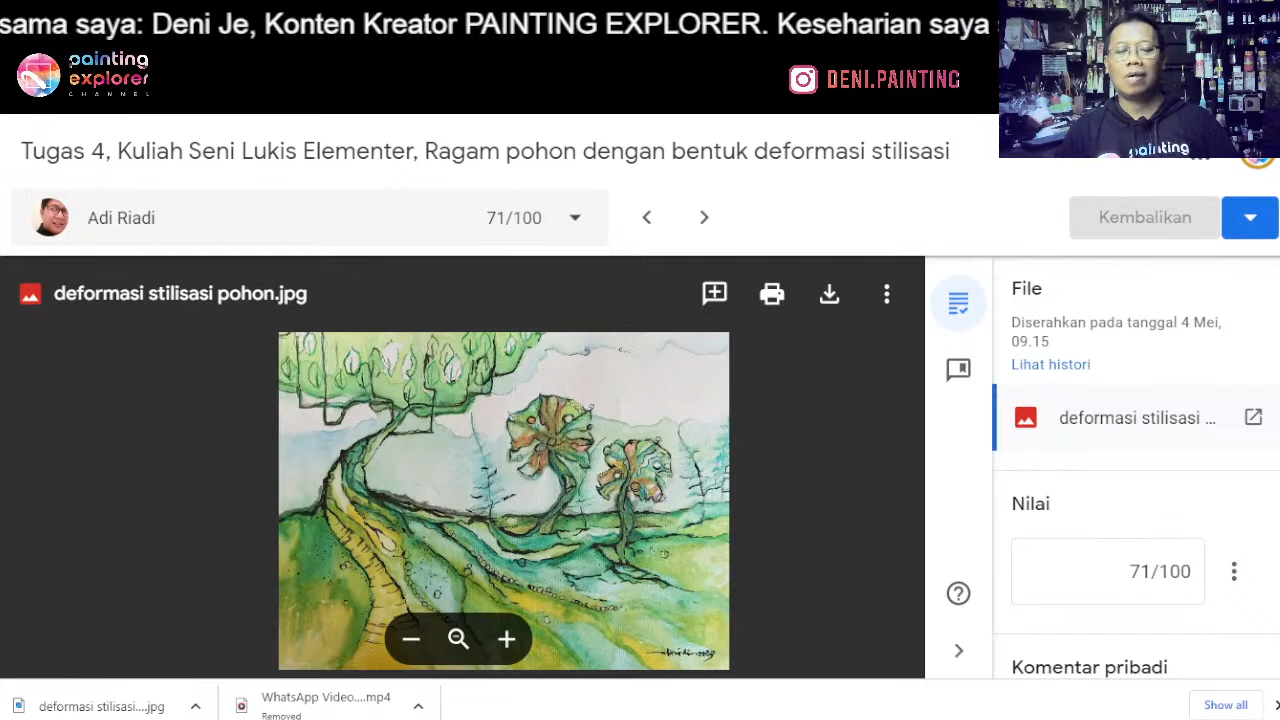 sama saya: Deni Je, Konten Kreator PAINTING EXPLORER. Keseharian saya
painting
explorer
CHANNEL
DENI.PAINTING
painting
Tugas 4, Kuliah Seni Lukis Elementer, Ragam pohon dengan bentuk deformasi stilisasi
Adi Riadi
71/100
Kembalikan
deformasi stilisasi pohon.jpg
File
Diserahkan pada tanggal 4 Mei,
09.15
Lihat histori
deformasi stilisasi ...
Nilai
71/100
Komentar pribadi
deformasi stilisasi....jpg
WhatsApp Video....mp4
Removed
Show all